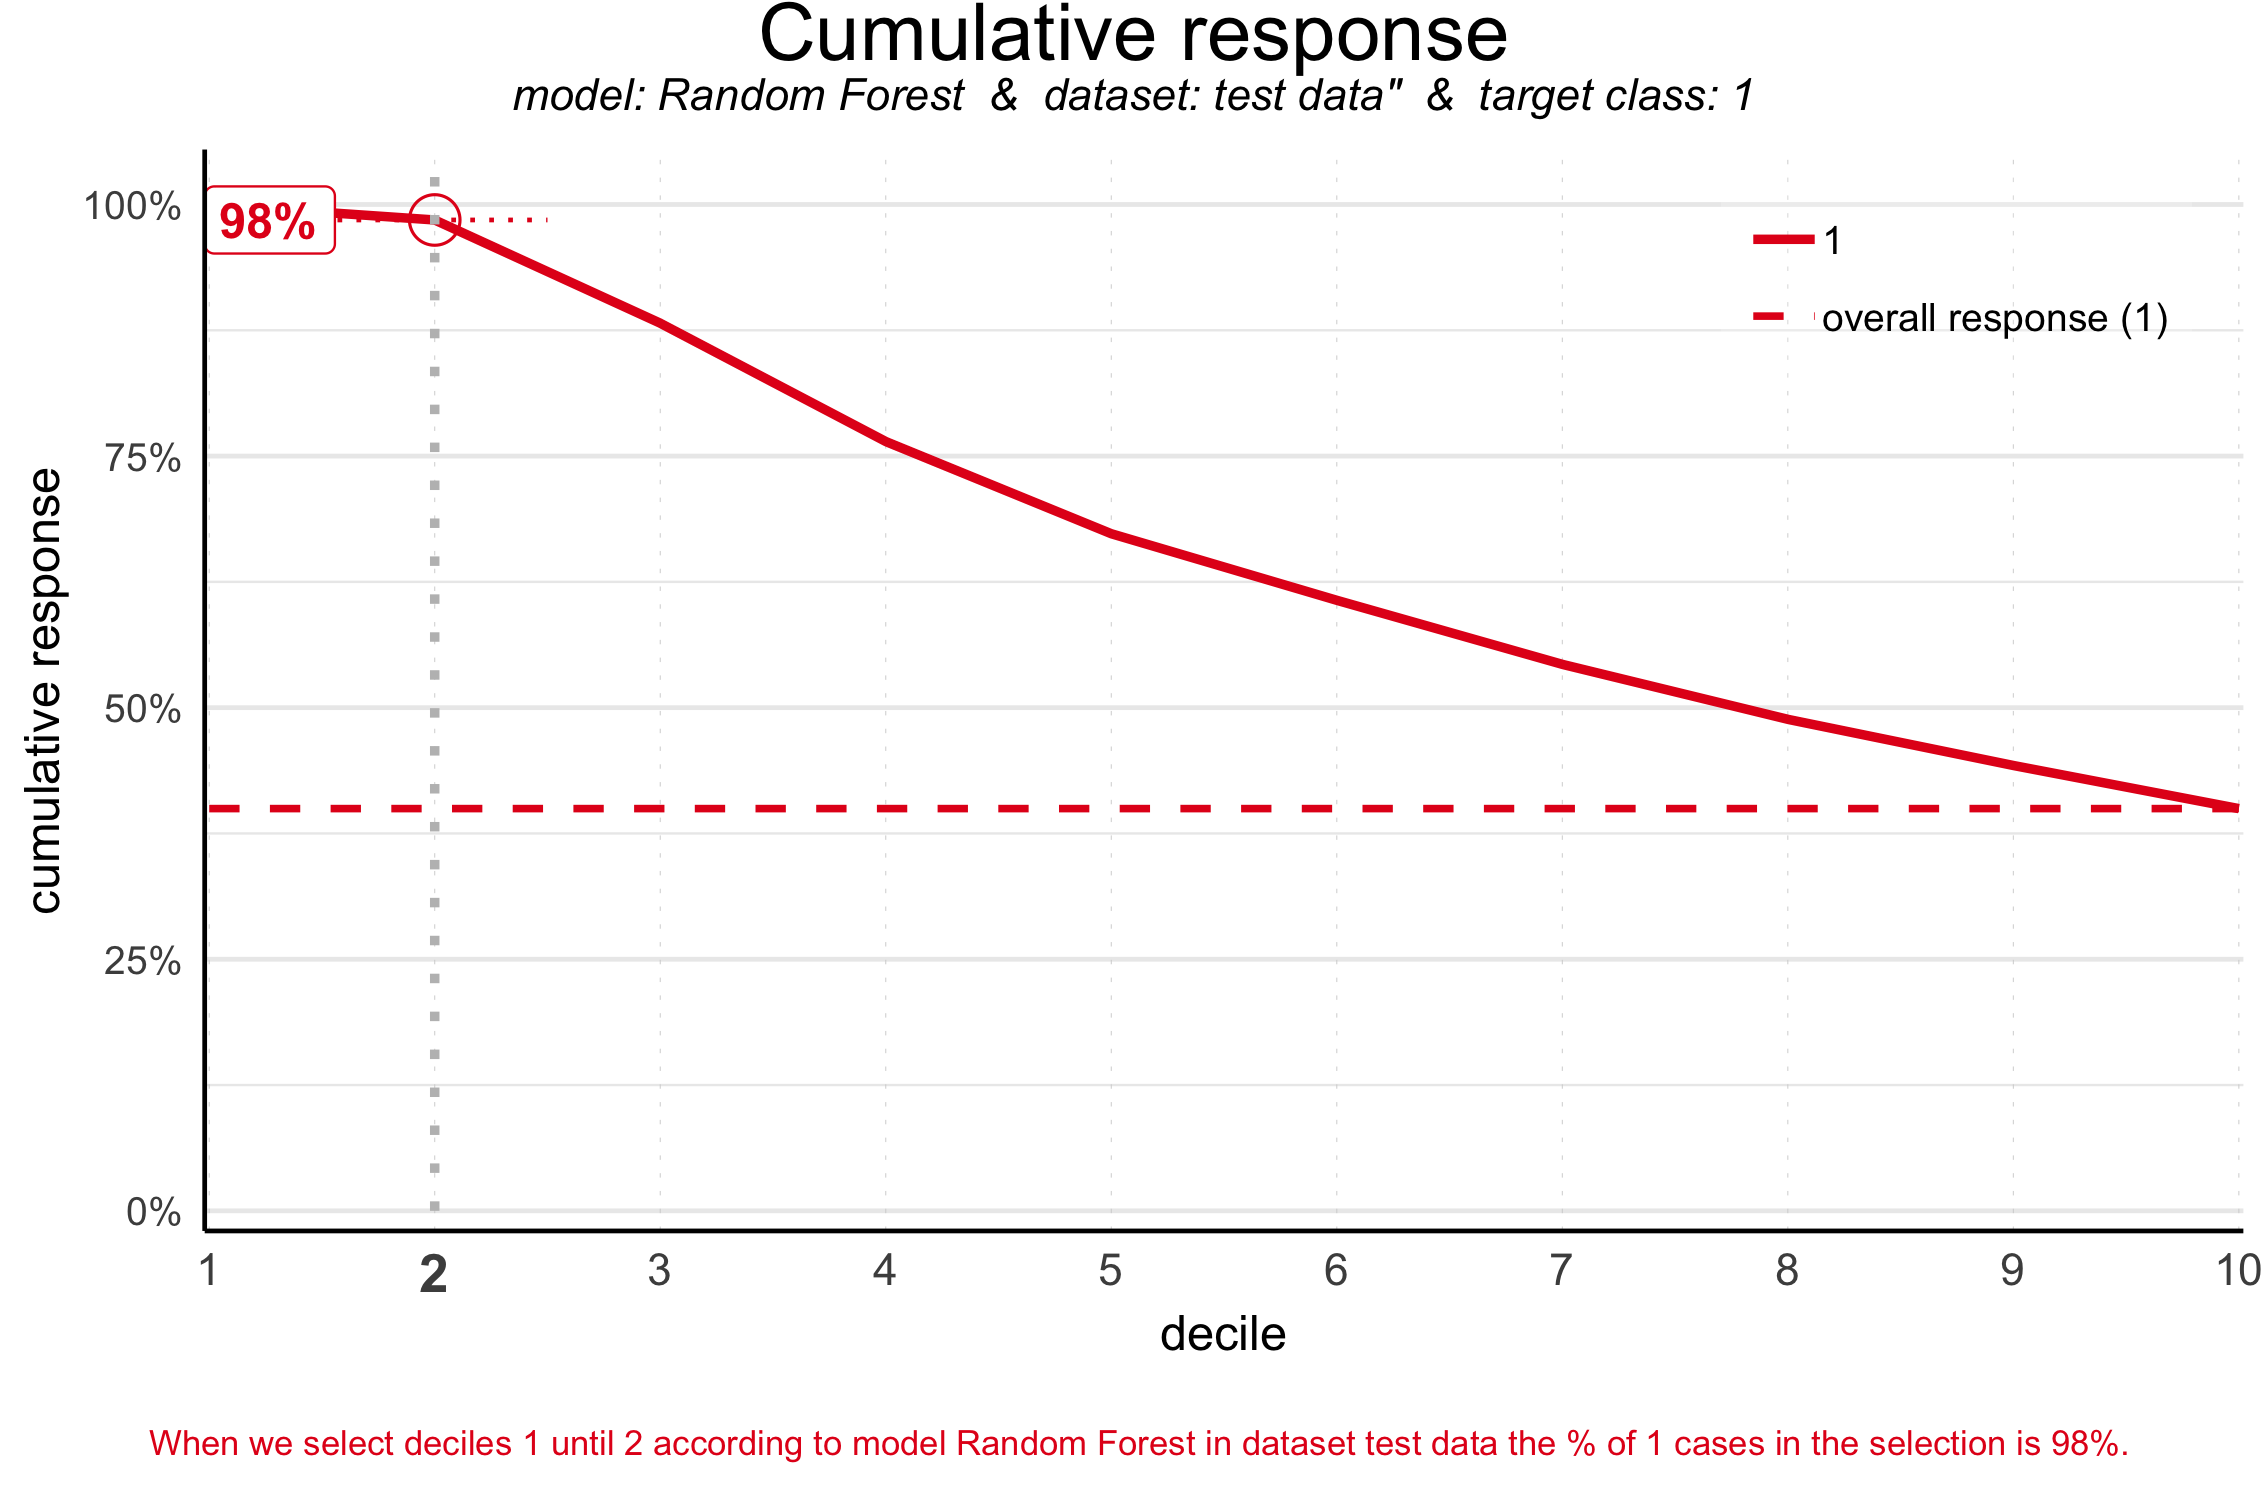 Cumulative response
model: Random Forest & dataset: test data" & target class: 1
100%
98%
1
overall response (1)
75%
50%
25%
0%
cumulative response
1 2 3 4 5 6 7 8 9 10
decile
When we select deciles 1 until 2 according to model Random Forest in dataset test data the % of 1 cases in the selection is 98%.